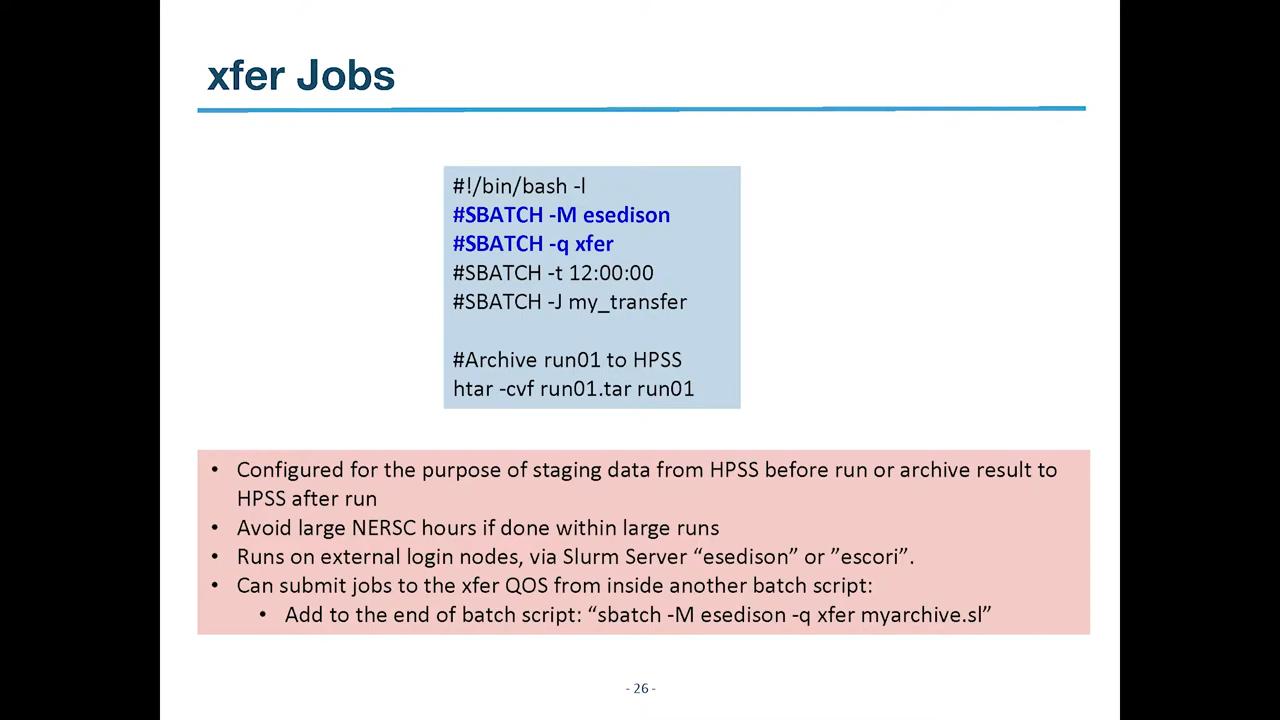 xfer Jobs
#!/bin/bash -l
#SBATCH -M esedison
#SBATCH -q xfer
#SBATCH -t 12:00:00
#SBATCH -J my_transfer
#Archive run01 to HPSS
htar -cvf run01.tar run01
• Configured for the purpose of staging data from HPSS before run or archive result to
HPSS after run
• Avoid large NERSC hours if done within large runs
• Runs on external login nodes, via Slurm Server “esedison” or ”escori”.
• Can submit jobs to the xfer QOS from inside another batch script:
• Add to the end of batch script: “sbatch -M esedison -q xfer myarchive.sl”
- 26 -